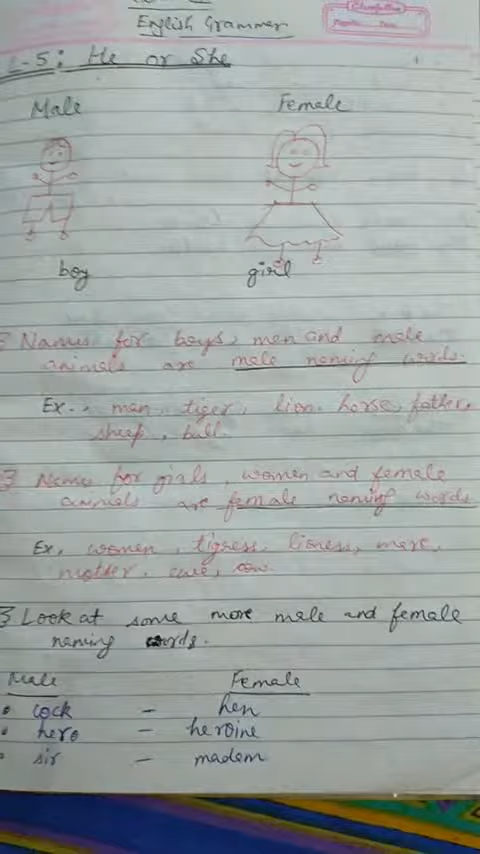 English Grammer
Classmate
L-5 : He or She
Male Female
boy girl
Names for boys, men and male
animals are male naming words.
Ex., man, tiger, lion, horse, father,
sheep, bull.
Names for girls, women and female
animals are female naming words
Ex, women, tigress, lioness, mare,
mother, ewe, cow.
Look at some more male and female
naming words.
Male Female
cock - hen
hero - heroine
sir - madem